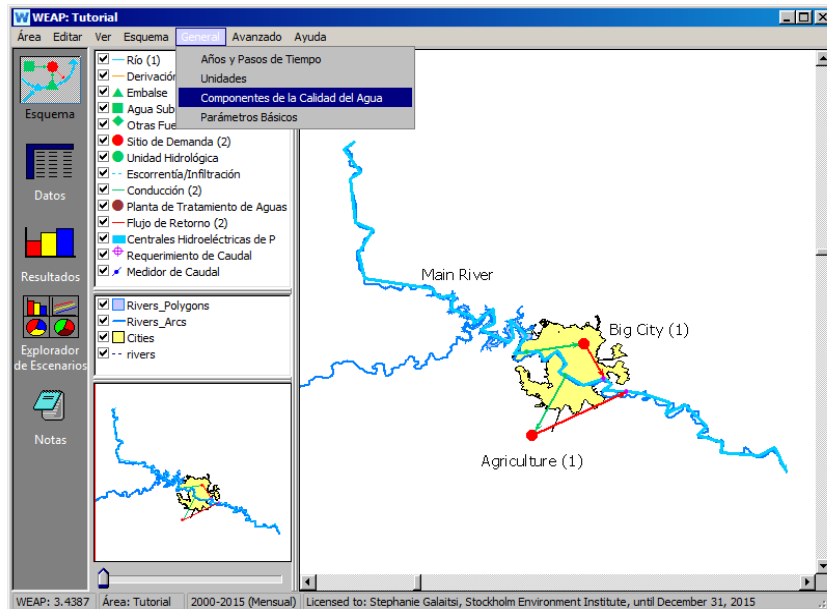 WEAP: Tutorial
Área Editar Ver Esquema General Avanzado Ayuda
Años y Pasos de Tiempo
Unidades
Componentes de la Calidad del Agua
Parámetros Básicos
Esquema
Datos
Resultados
Explorador
de Escenarios
Notas
Río (1)
Derivación
Embalse
Agua Sub
Otras Fue
Sitio de Demanda (2)
Unidad Hidrológica
Escorrentía/Infiltración
Conducción (2)
Planta de Tratamiento de Aguas
Flujo de Retorno (2)
Centrales Hidroeléctricas de P
Requerimiento de Caudal
Medidor de Caudal
Rivers_Polygons
Rivers_Arcs
Cities
rivers
Main River
Big City (1)
Agriculture (1)
WEAP: 3.4387 Área: Tutorial 2000-2015 (Mensual) Licensed to: Stephanie Galaitsi, Stockholm Environment Institute, until December 31, 2015